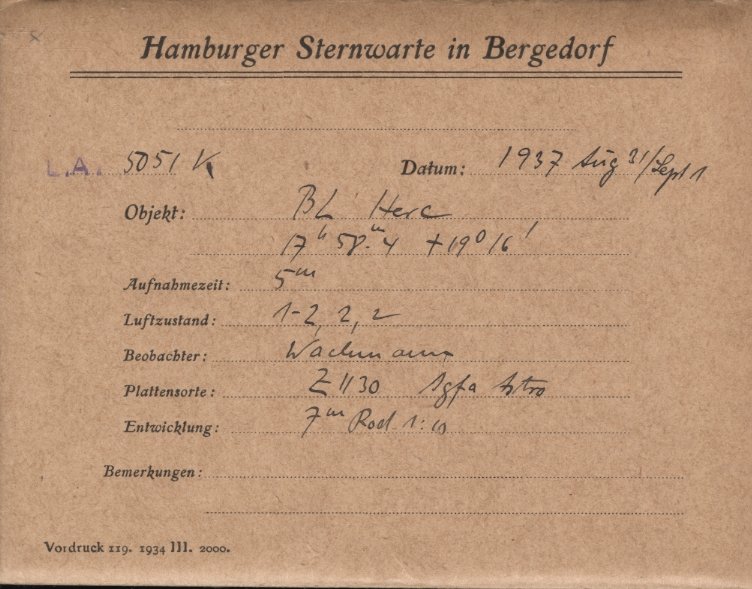 Hamburger Sternwarte in Bergedorf
L.A. 5051 K Datum: 1937 Aug 31/Sept 1
Objekt: BL Herc
17h 58.m4 +19° 16'
Aufnahmezeit: 5m
Luftzustand: 1-2, 2, 2
Beobachter: Wachmann
Plattensorte: Z 1130 Agfa Astro
Entwicklung: 7m Rod 1:10
Bemerkungen:
Vordruck 119. 1934 III. 2000.